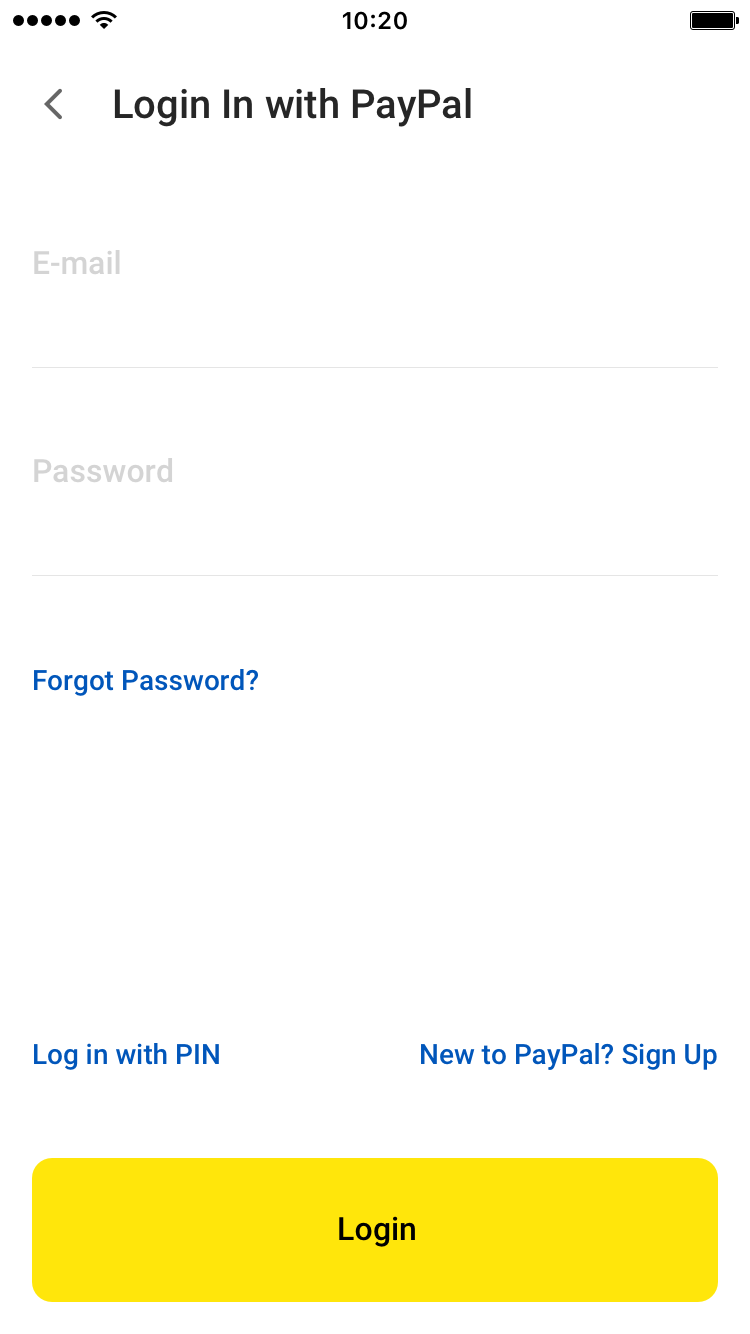 10:20
Login In with PayPal
E-mail
Password
Forgot Password?
Log in with PIN
New to PayPal? Sign Up
Login